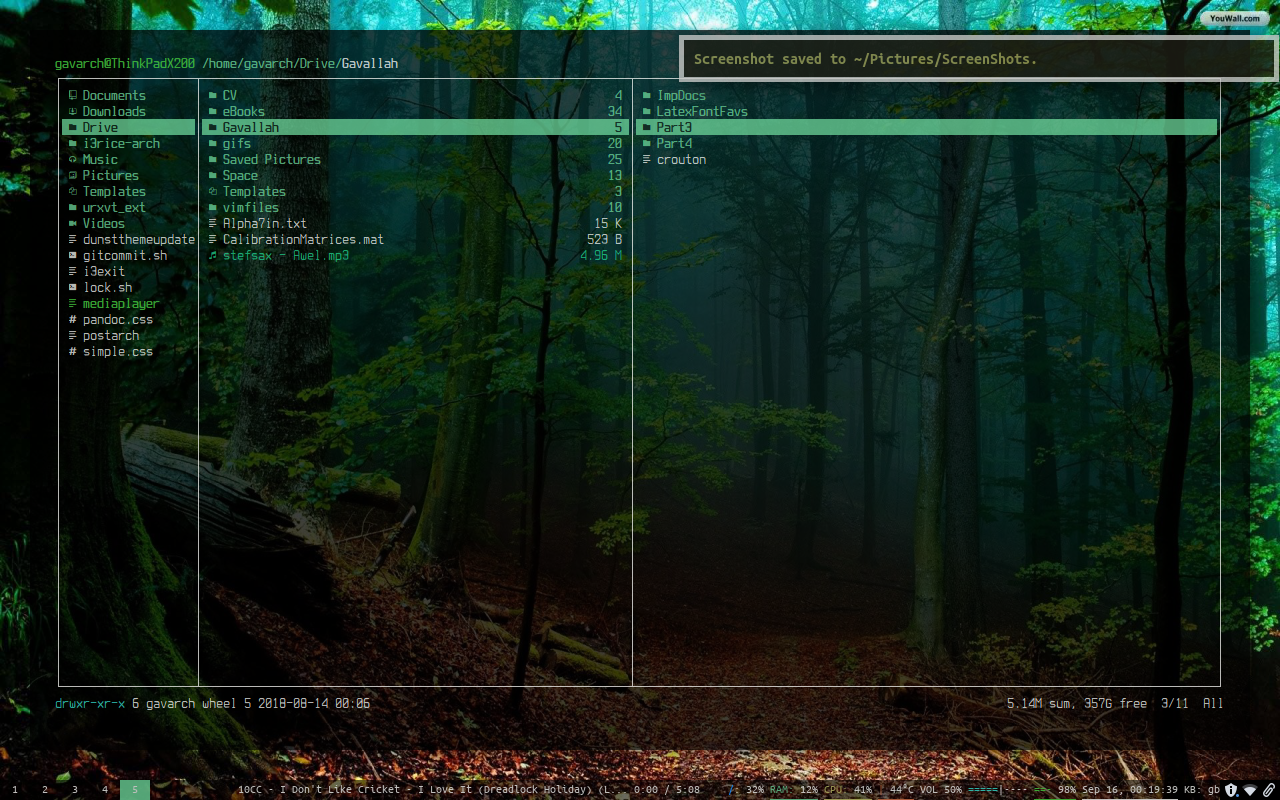 YouWall.com
Screenshot saved to ~/Pictures/ScreenShots.
gavarch@ThinkPadX200 /home/gavarch/Drive/Gavallah
Documents
Downloads
Drive
i3rice-arch
Music
Pictures
Templates
urxvt_ext
Videos
dunstthemeupdate
gitcommit.sh
i3exit
lock.sh
mediaplayer
pandoc.css
postarch
simple.css
CV 4
eBooks 34
Gavallah 5
gifs 20
Saved Pictures 25
Space 13
Templates 3
vimfiles 10
Alpha7in.txt 15 K
CalibrationMatrices.mat 523 B
stefsax - Awel.mp3 4.96 M
ImpDocs
LatexFontFavs
Part3
Part4
crouton
drwxr-xr-x 6 gavarch wheel 5 2018-08-14 00:06 5.14M sum, 357G free 3/11 All
1 2 3 4 5 10CC - I Don't Like Cricket - I Love It (Dreadlock Holiday) (L... 0:00 / 5:08 /: 32% RAM: 12% CPU: 41% | 44°C VOL 50% =====|---- ==- 98% Sep 16, 00:19:39 KB: gb